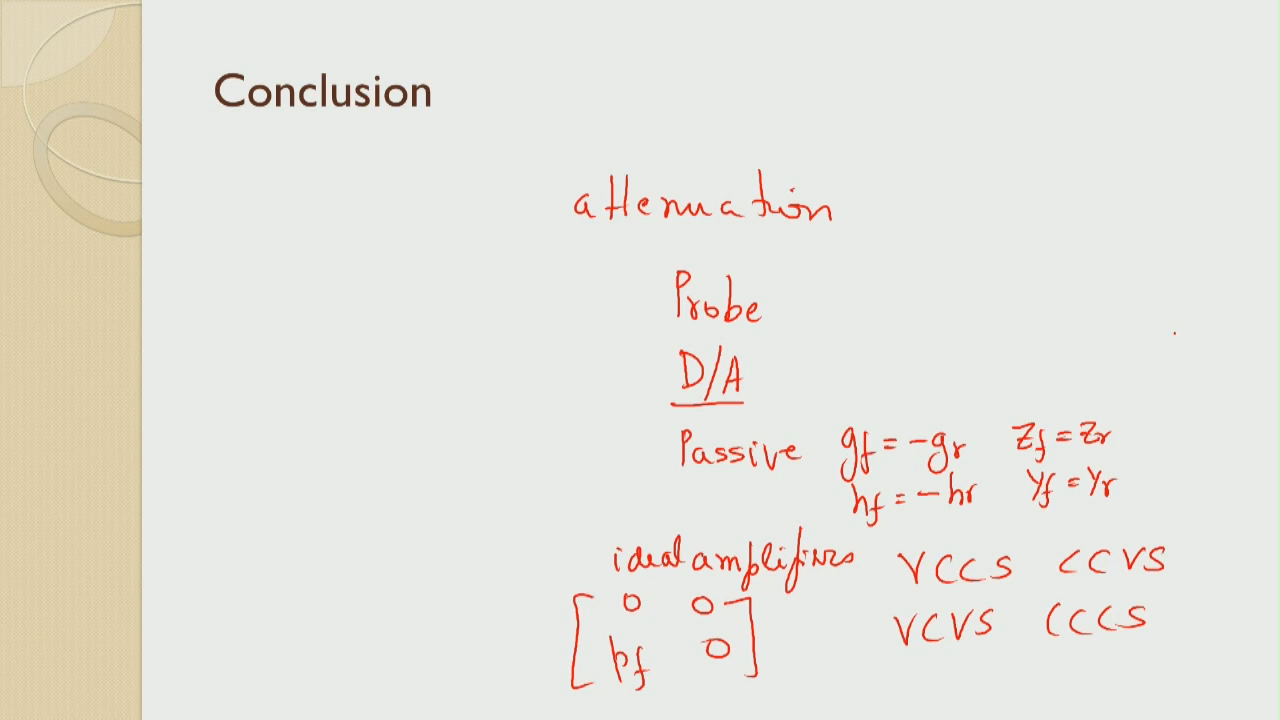 Conclusion
attenuation
Probe
D/A
Passive gf = -gr zf = zr
hf = -hr yf = yr
ideal amplifiers VCCS CCVS
VCVS CCCS
[ 0 0
pf 0 ]